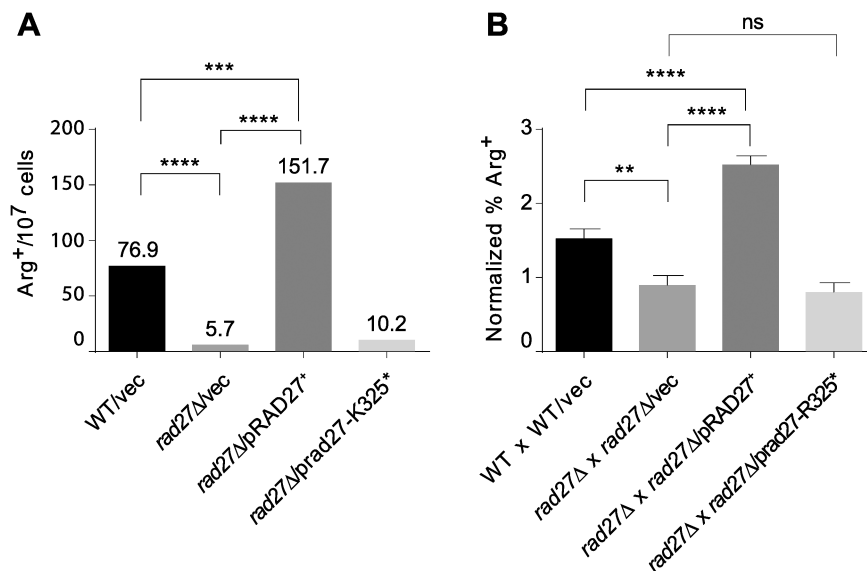 A
***
****
****
Arg⁺/10⁷ cells
200
150
100
50
0
76.9
5.7
151.7
10.2
WT/vec
rad27Δ/vec
rad27Δ/pRAD27⁺
rad27Δ/prad27-K325*
B
ns
****
****
**
Normalized % Arg⁺
3
2
1
0
WT x WT/vec
rad27Δ x rad27Δ/vec
rad27Δ x rad27Δ/pRAD27⁺
rad27Δ x rad27Δ/prad27-R325*